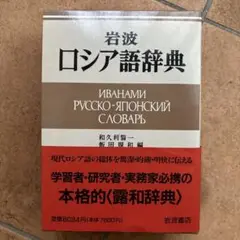 岩波
ロシア語辞典
ИВАНАМИ
РУССКО-ЯПОНСКИЙ
СЛОВАРЬ
和久利誓一
飯田規和 編
現代ロシア語の総体を簡潔・的確・明快に伝える
学習者・研究者・実務家必携の
本格的〈露和辞典〉
岩波書店